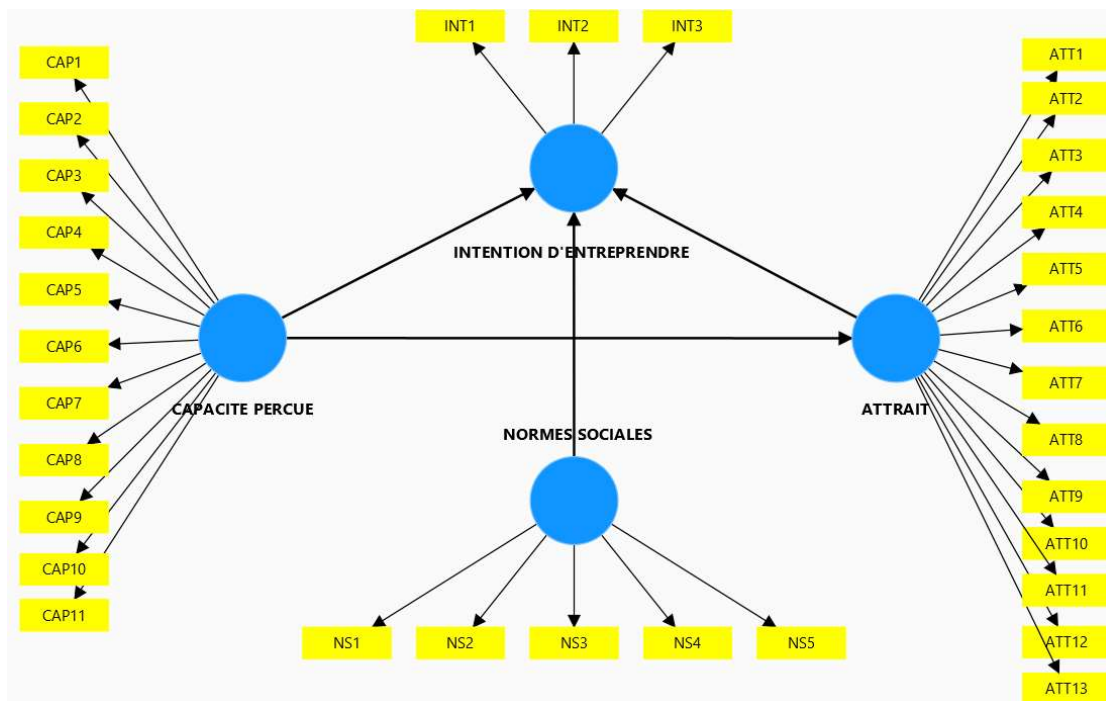 INT1
INT2
INT3
CAP1
CAP2
CAP3
CAP4
CAP5
CAP6
CAP7
CAP8
CAP9
CAP10
CAP11
INTENTION D'ENTREPRENDRE
CAPACITE PERCUE
ATTRAIT
NORMES SOCIALES
NS1
NS2
NS3
NS4
NS5
ATT1
ATT2
ATT3
ATT4
ATT5
ATT6
ATT7
ATT8
ATT9
ATT10
ATT11
ATT12
ATT13